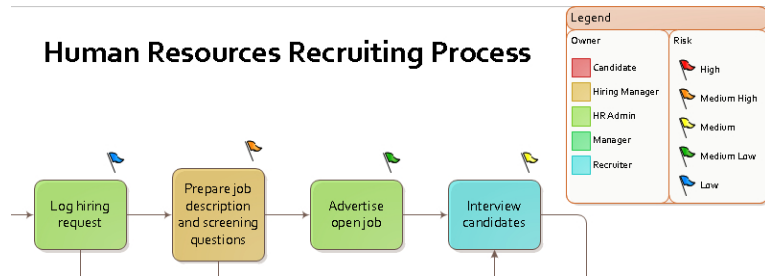 Legend
Human Resources Recruiting Process
Owner
Risk
Candidate
High
Hiring Manager
Medium High
HR Admin
Medium
Manager
Medium Low
Recruiter
Low
Log hiring
request
Prepare job
description
and screening
questions
Advertise
open job
Interview
candidates